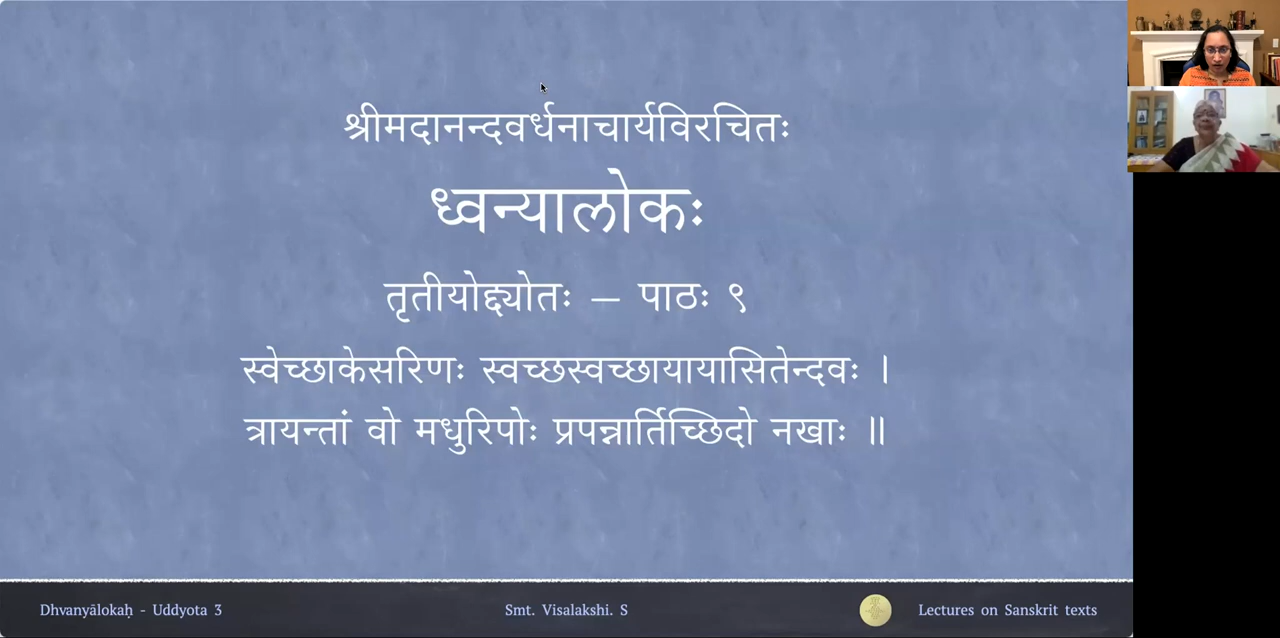 श्रीमदानन्दवर्धनाचार्यविरचितः
ध्वन्यालोकः
तृतीयोद्द्योतः – पाठः ९
स्वेच्छाकेसरिणः स्वच्छस्वच्छायायासितेन्दवः ।
त्रायन्तां वो मधुरिपोः प्रपन्नार्तिच्छिदो नखाः ॥
Dhvanyālokaḥ - Uddyota 3
Smt. Visalakshi. S
Lectures on Sanskrit texts